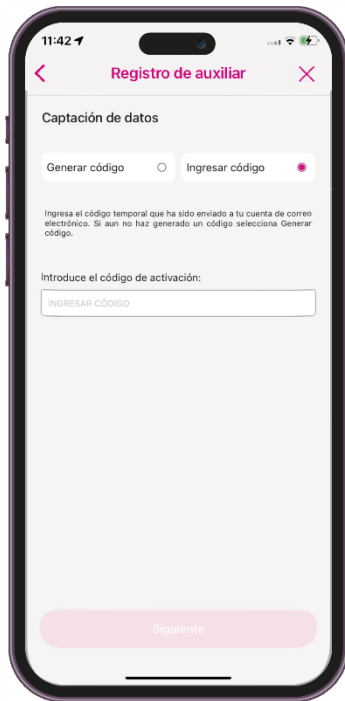 11:42
Registro de auxiliar
Captación de datos
Generar código
Ingresar código
Ingresa el código temporal que ha sido enviado a tu cuenta de correo
electrónico. Si aun no haz generado un código selecciona Generar
código.
Introduce el código de activación:
INGRESAR CÓDIGO
Siguiente